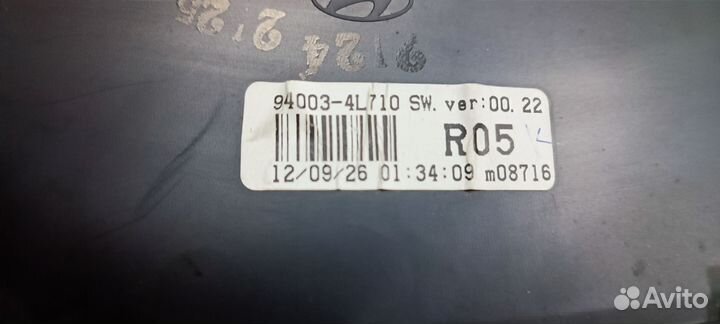 94003-4L710 SW. ver:00. 22
R05
12/09/26 01:34:09 m08716
Avito